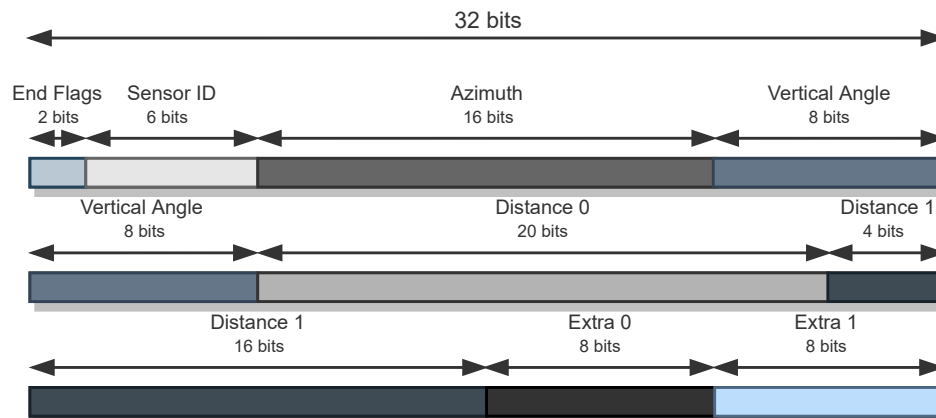 32 bits
End Flags Sensor ID Azimuth Vertical Angle
2 bits 6 bits 16 bits 8 bits
Vertical Angle Distance 0 Distance 1
8 bits 20 bits 4 bits
Distance 1 Extra 0 Extra 1
16 bits 8 bits 8 bits